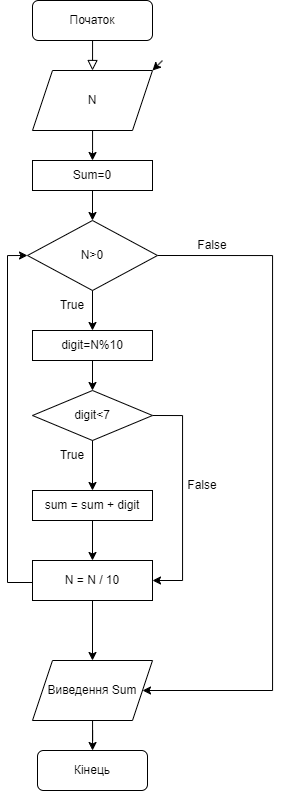 Початок
N
Sum=0
N>0
False
True
digit=N%10
digit<7
True
False
sum = sum + digit
N = N / 10
Виведення Sum
Кінець